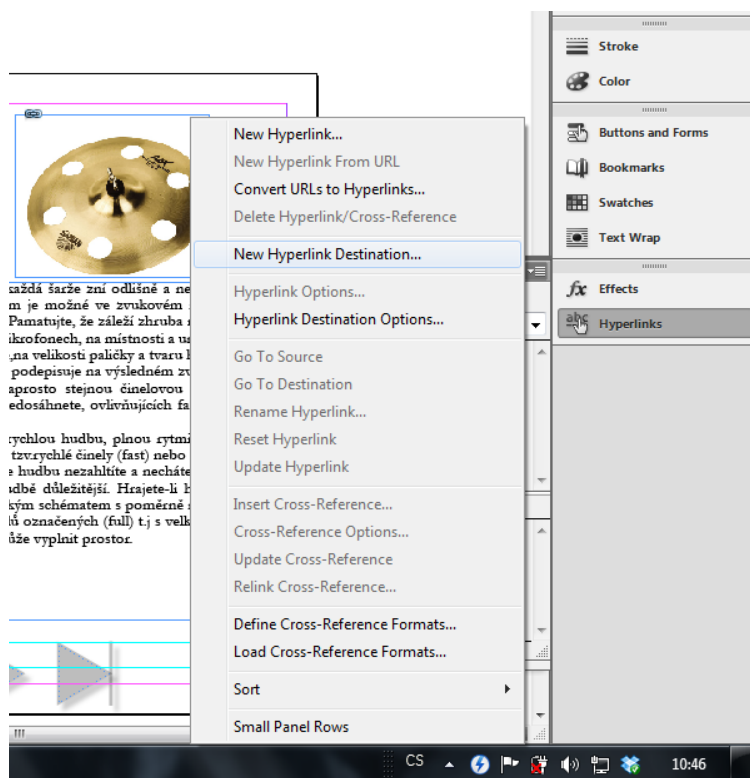 Stroke
Color
Buttons and Forms
Bookmarks
Swatches
Text Wrap
fx Effects
abc Hyperlinks
New Hyperlink...
New Hyperlink From URL
Convert URLs to Hyperlinks...
Delete Hyperlink/Cross-Reference
New Hyperlink Destination...
Hyperlink Options...
Hyperlink Destination Options...
Go To Source
Go To Destination
Rename Hyperlink...
Reset Hyperlink
Update Hyperlink
Insert Cross-Reference...
Cross-Reference Options...
Update Cross-Reference
Relink Cross-Reference...
Define Cross-Reference Formats...
Load Cross-Reference Formats...
Sort
Small Panel Rows
každá šarže zní odlišně a ne
m je možné ve zvukovém
Pamatujte, že záleží zhruba
ikrofonech, na místnosti a
,na velikosti paličky a tvaru
podepisuje na výsledném
aprosto stejnou činelovou
edosáhnete, ovlivňujících fa
rychlou hudbu, plnou rytmi
tzv.rychlé činely (fast) nebo
e hudbu nezahltíte a necháte
udbě důležitější. Hrajete-li
kým schématem s poměrně
lů označených (full) t.j s velk
ůže vyplnit prostor.
CS
10:46